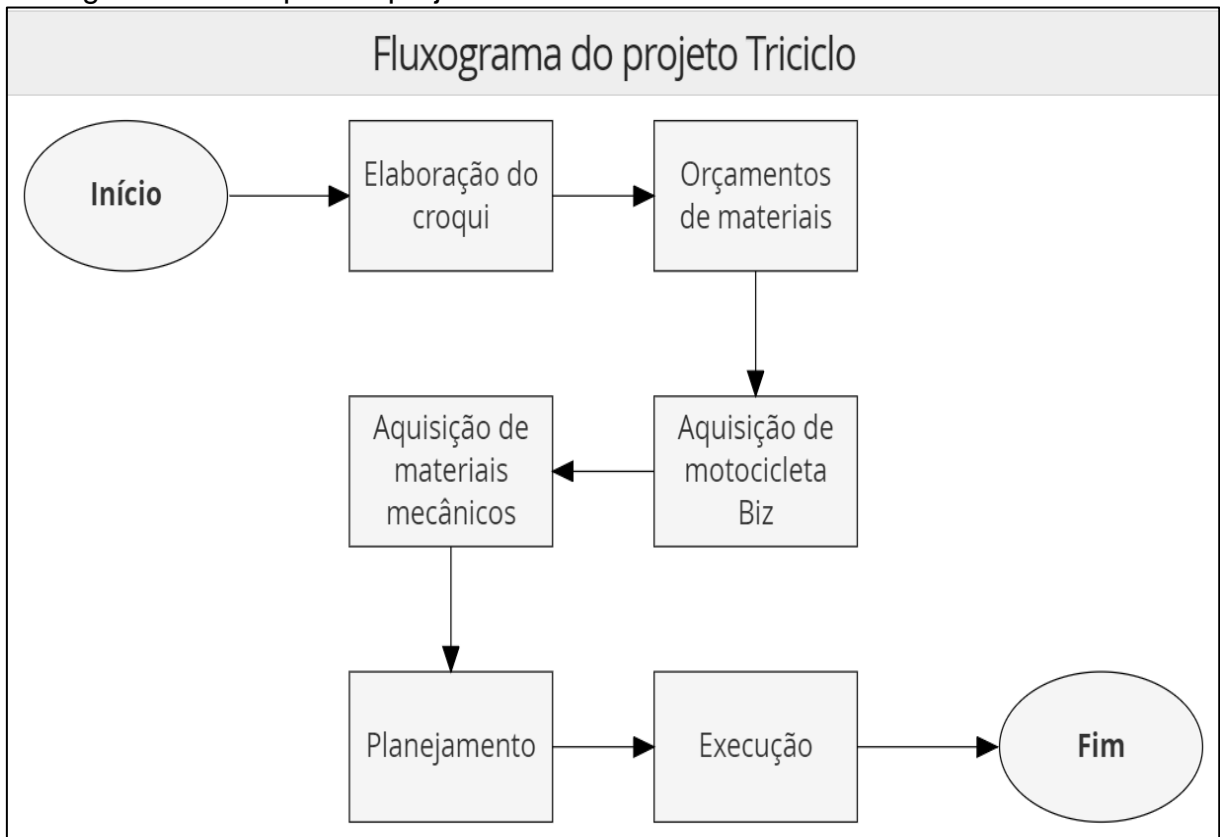 Fluxograma do projeto Triciclo
Início
Elaboração do
croqui
Orçamentos
de materiais
Aquisição de
motocicleta
Biz
Aquisição de
materiais
mecânicos
Planejamento
Execução
Fim